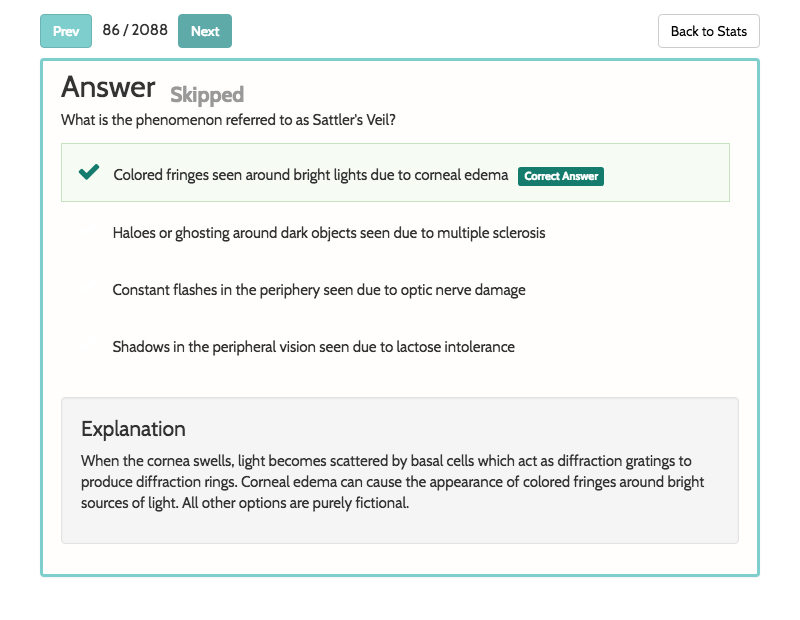 Prev 86 / 2088 Next Back to Stats
Answer Skipped
What is the phenomenon referred to as Sattler's Veil?
Colored fringes seen around bright lights due to corneal edema Correct Answer
Haloes or ghosting around dark objects seen due to multiple sclerosis
Constant flashes in the periphery seen due to optic nerve damage
Shadows in the peripheral vision seen due to lactose intolerance
Explanation
When the cornea swells, light becomes scattered by basal cells which act as diffraction gratings to
produce diffraction rings. Corneal edema can cause the appearance of colored fringes around bright
sources of light. All other options are purely fictional.